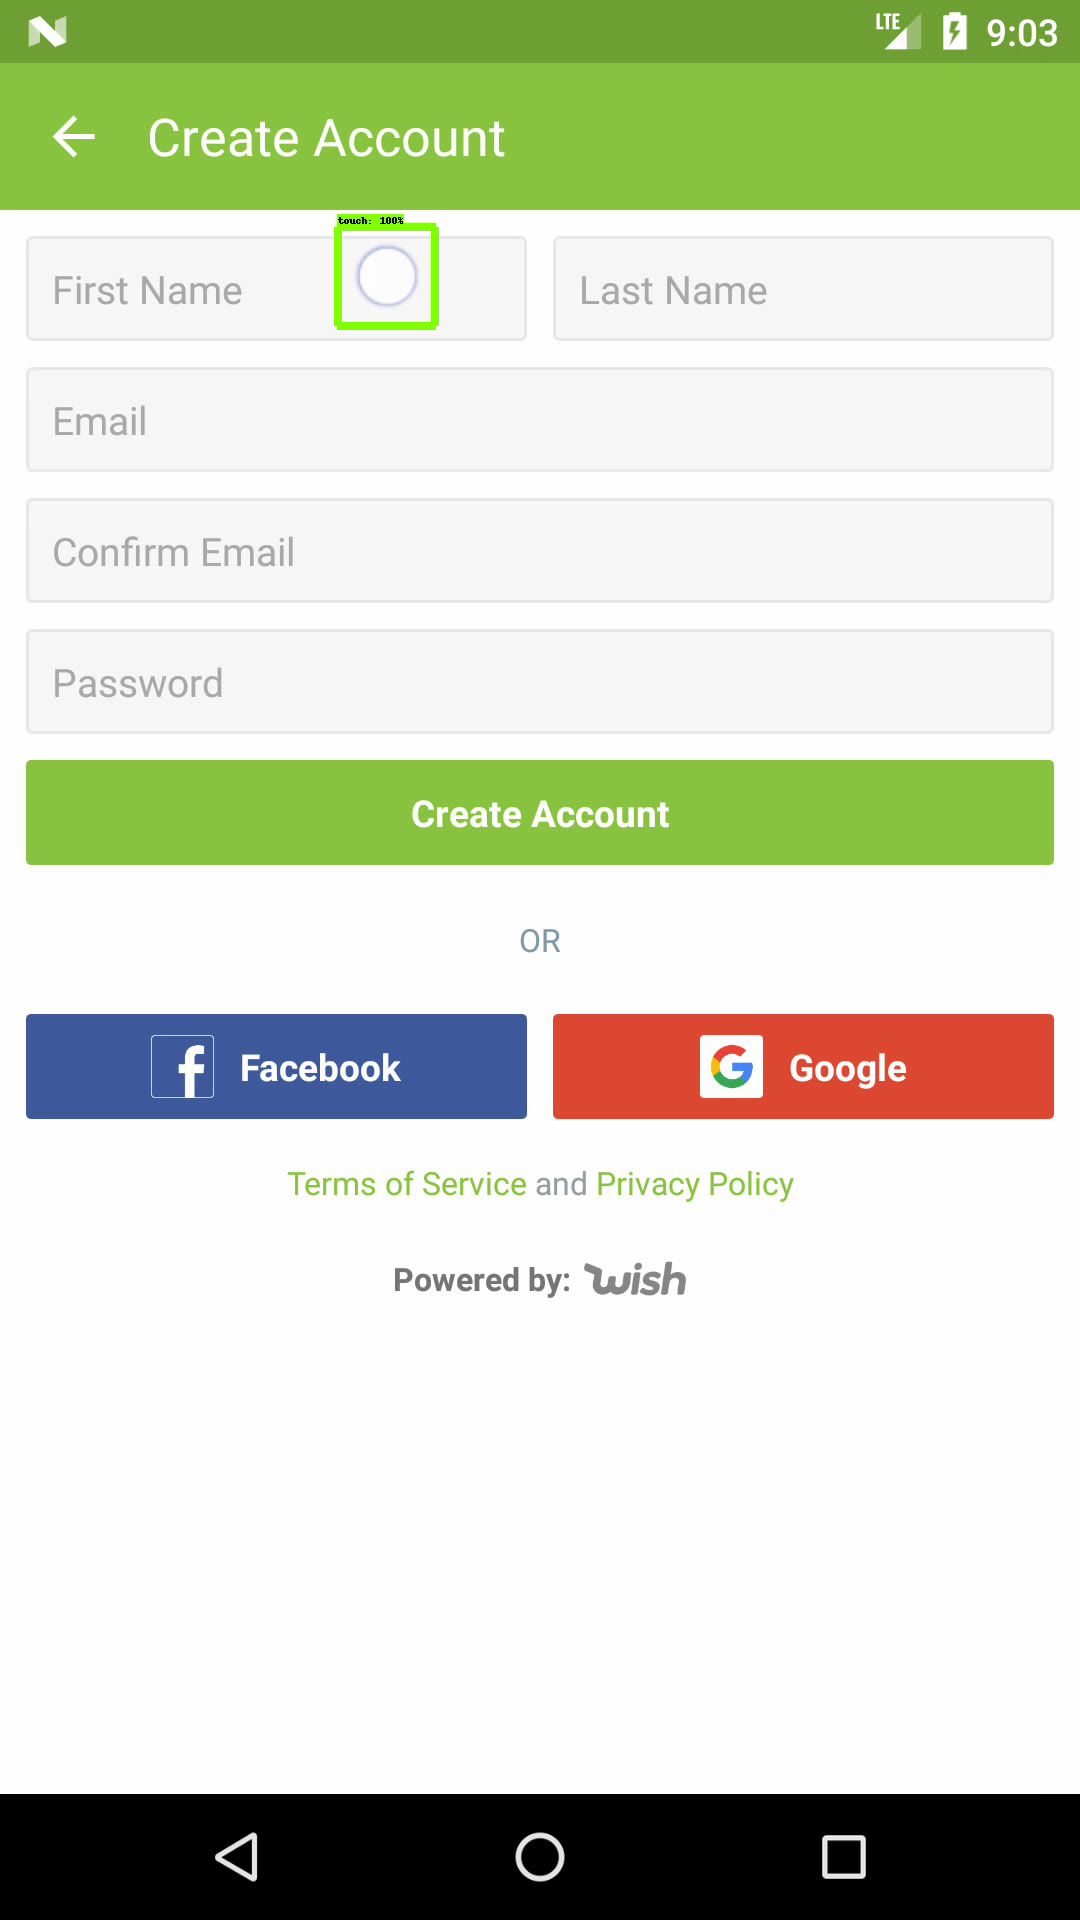 LTE 9:03
Create Account
touch: 100%
First Name Last Name
Email
Confirm Email
Password
Create Account
OR
Facebook Google
Terms of Service and Privacy Policy
Powered by: wish